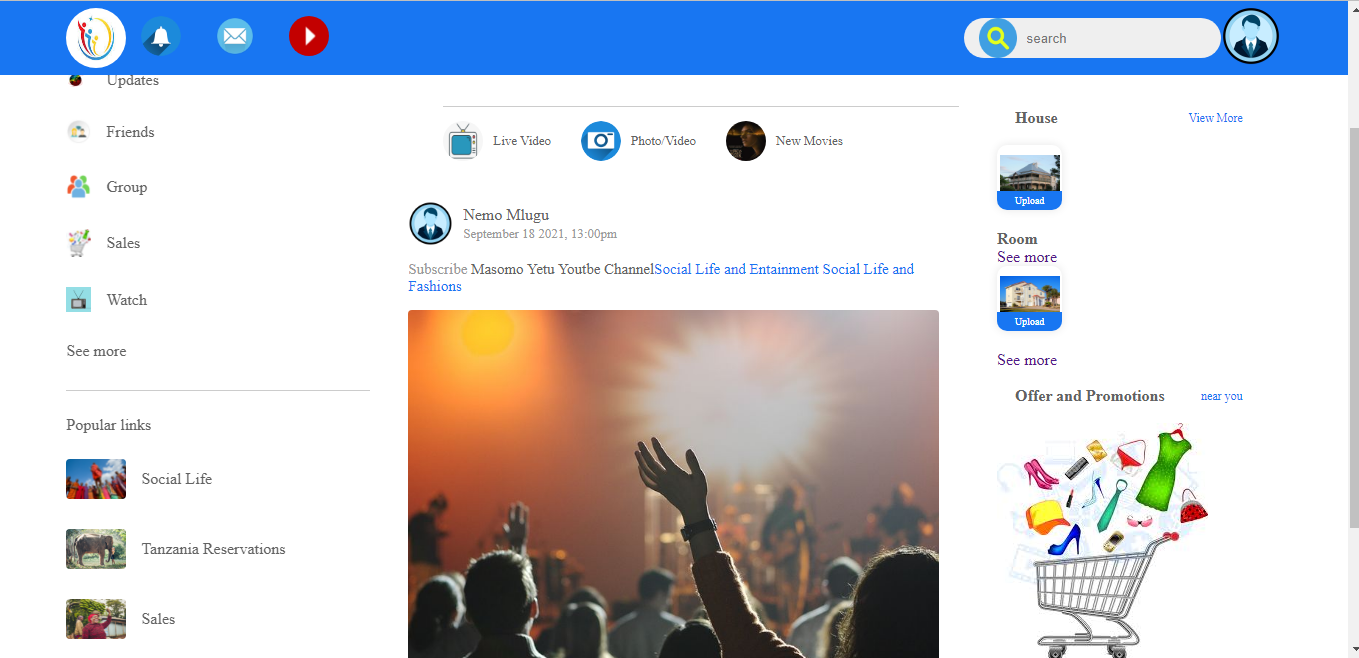 search
Updates
Friends
Group
Sales
Watch
See more
Popular links
Social Life
Tanzania Reservations
Sales
Live Video
Photo/Video
New Movies
Nemo Mlugu
September 18 2021, 13:00pm
Subscribe Masomo Yetu Youtbe ChannelSocial Life and Entainment Social Life and
Fashions
House
View More
Upload
Room
See more
Upload
See more
Offer and Promotions
near you